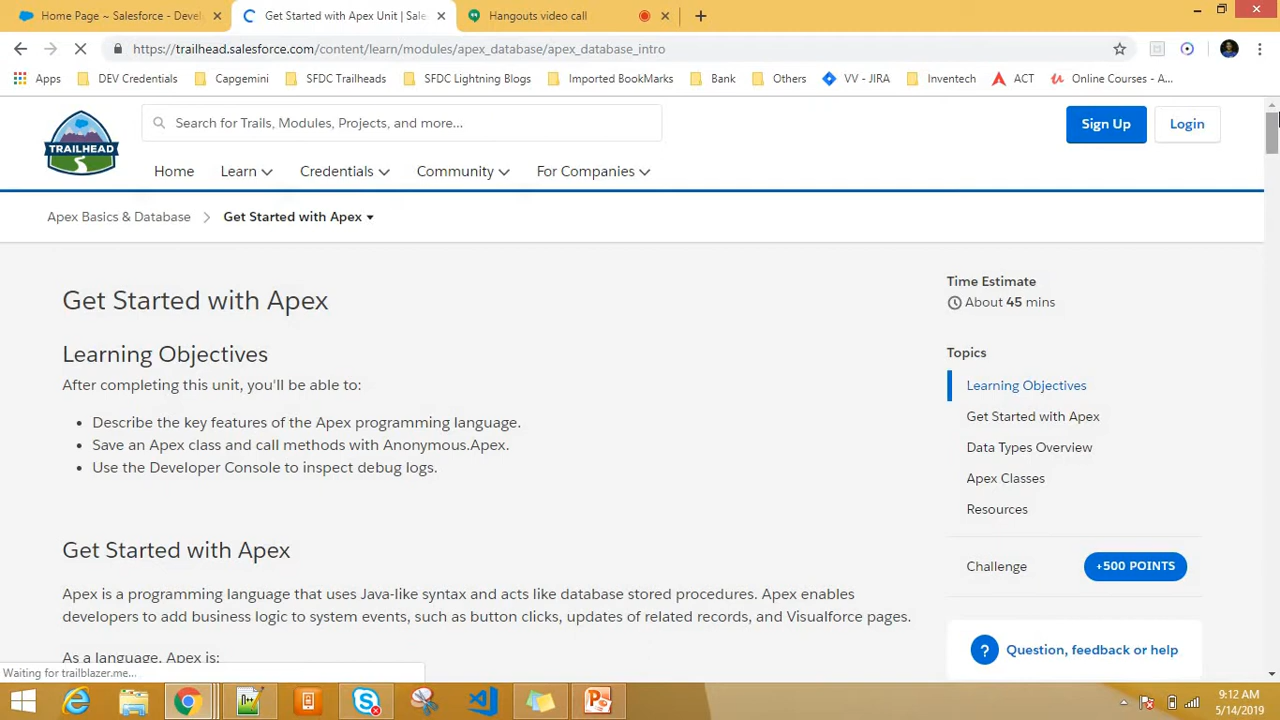 Home Page ~ Salesforce - Devel
Get Started with Apex Unit | Sales
Hangouts video call
https://trailhead.salesforce.com/content/learn/modules/apex_database/apex_database_intro
Apps
DEV Credentials
Capgemini
SFDC Trailheads
SFDC Lightning Blogs
Imported BookMarks
Bank
Others
VV - JIRA
Inventech
ACT
Online Courses - A...
TRAILHEAD
Search for Trails, Modules, Projects, and more...
Sign Up
Login
Home
Learn
Credentials
Community
For Companies
Apex Basics & Database
Get Started with Apex
Get Started with Apex
Time Estimate
About 45 mins
Learning Objectives
After completing this unit, you'll be able to:
• Describe the key features of the Apex programming language.
• Save an Apex class and call methods with Anonymous.Apex.
• Use the Developer Console to inspect debug logs.
Topics
Learning Objectives
Get Started with Apex
Data Types Overview
Apex Classes
Resources
Challenge
+500 POINTS
Get Started with Apex
Apex is a programming language that uses Java-like syntax and acts like database stored procedures. Apex enables
developers to add business logic to system events, such as button clicks, updates of related records, and Visualforce pages.
As a language, Apex is:
? Question, feedback or help
Waiting for trailblazer.me...
9:12 AM
5/14/2019